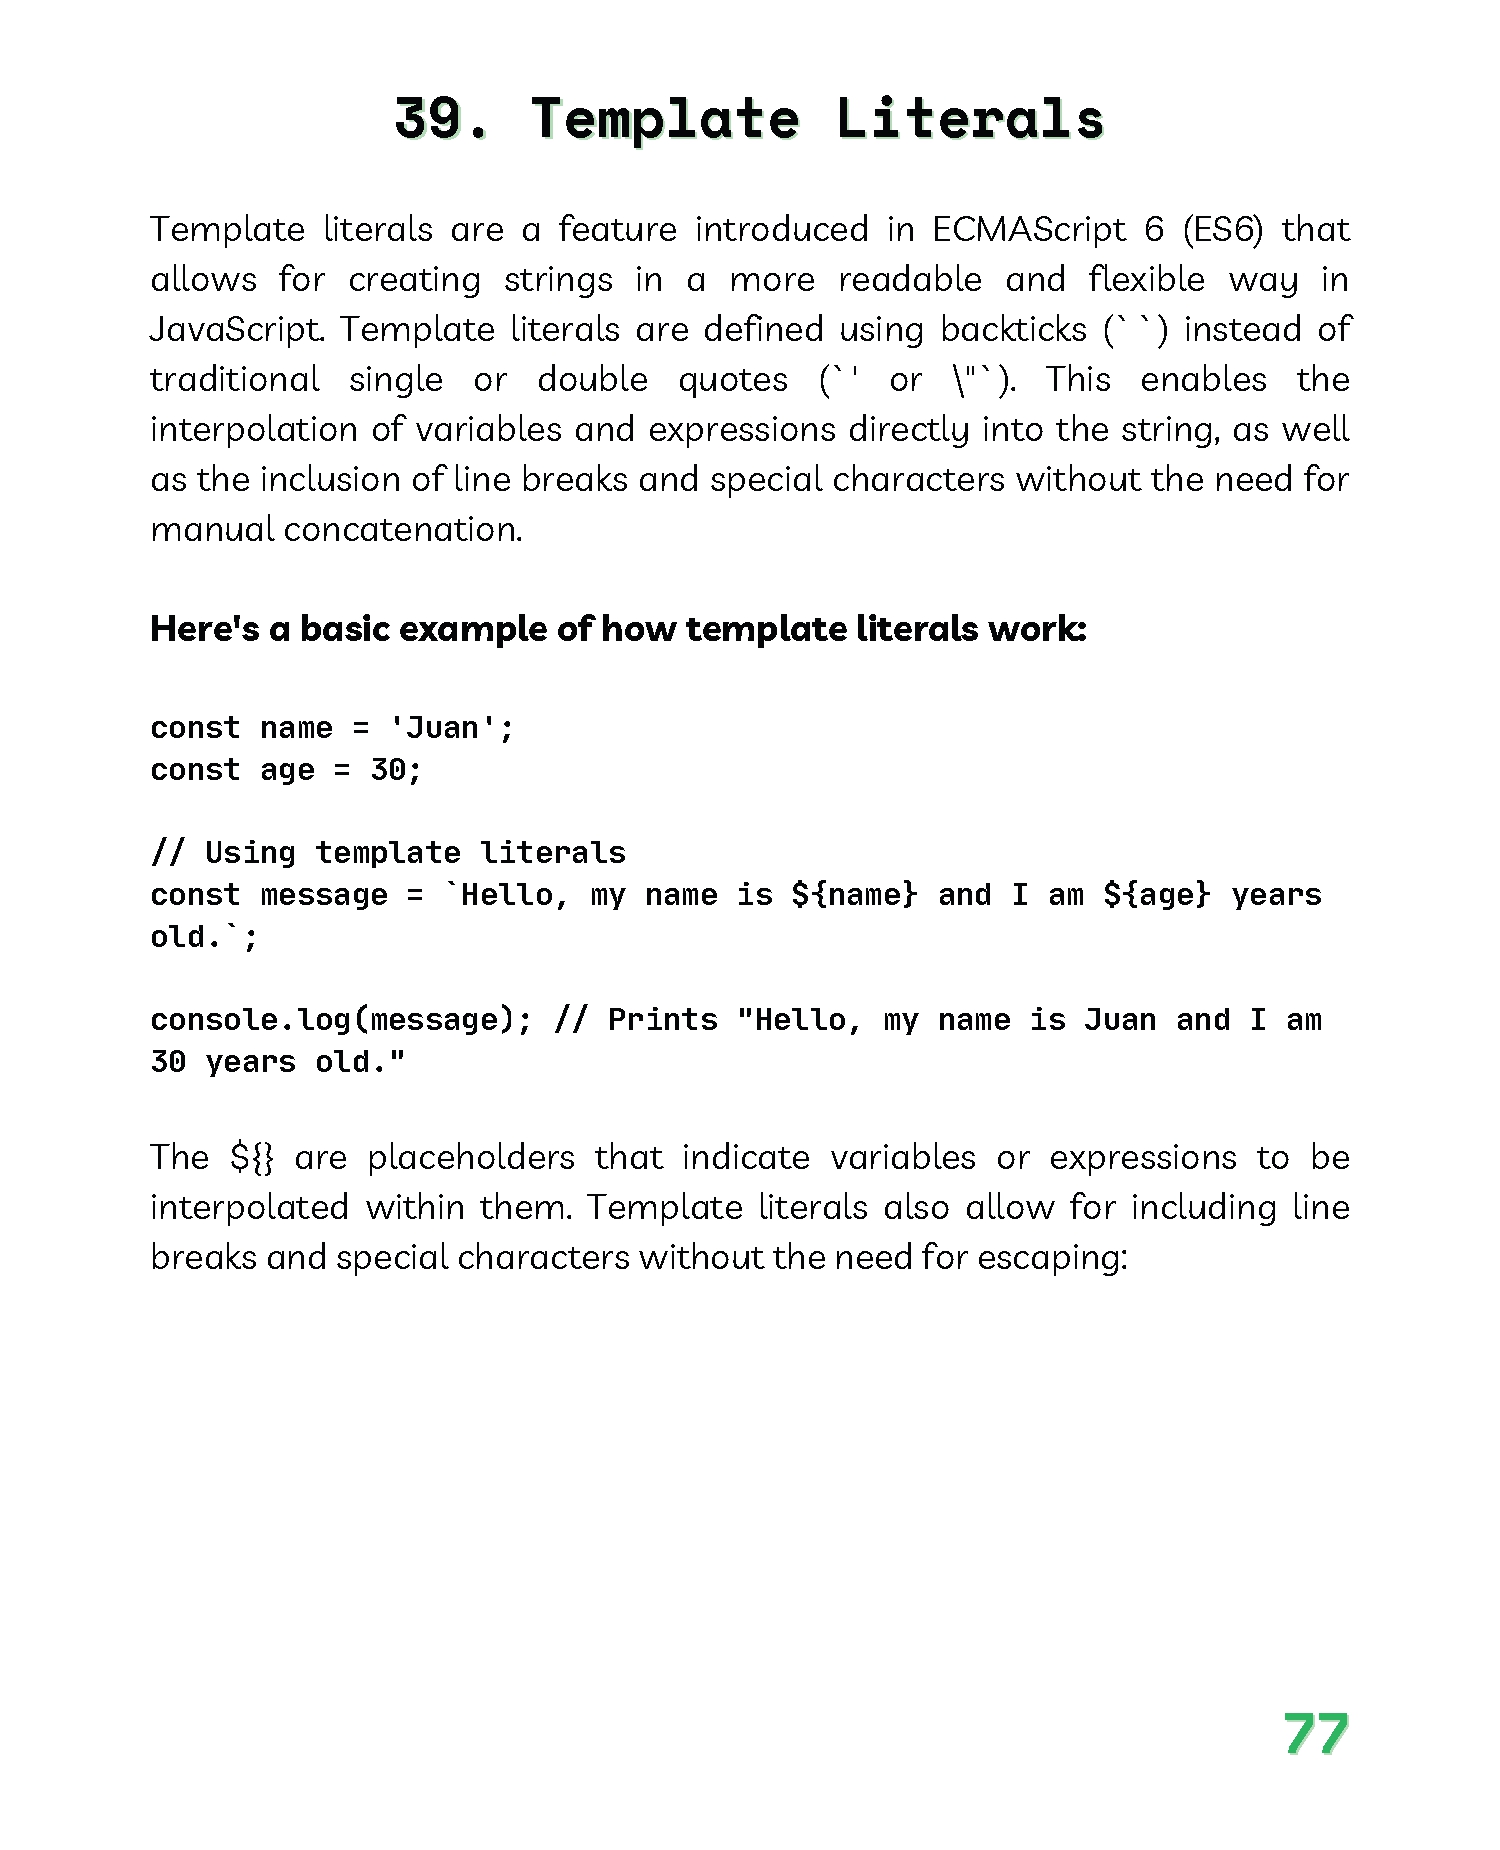 39. Template Literals
Template literals are a feature introduced in ECMAScript 6 (ES6) that
allows for creating strings in a more readable and flexible way in
JavaScript. Template literals are defined using backticks (` `) instead of
traditional single or double quotes (`' or \"`). This enables the
interpolation of variables and expressions directly into the string, as well
as the inclusion of line breaks and special characters without the need for
manual concatenation.
Here's a basic example of how template literals work:
const name = 'Juan';
const age = 30;
// Using template literals
const message = `Hello, my name is ${name} and I am ${age} years
old.`;
console.log(message); // Prints "Hello, my name is Juan and I am
30 years old."
The ${} are placeholders that indicate variables or expressions to be
interpolated within them. Template literals also allow for including line
breaks and special characters without the need for escaping:
77